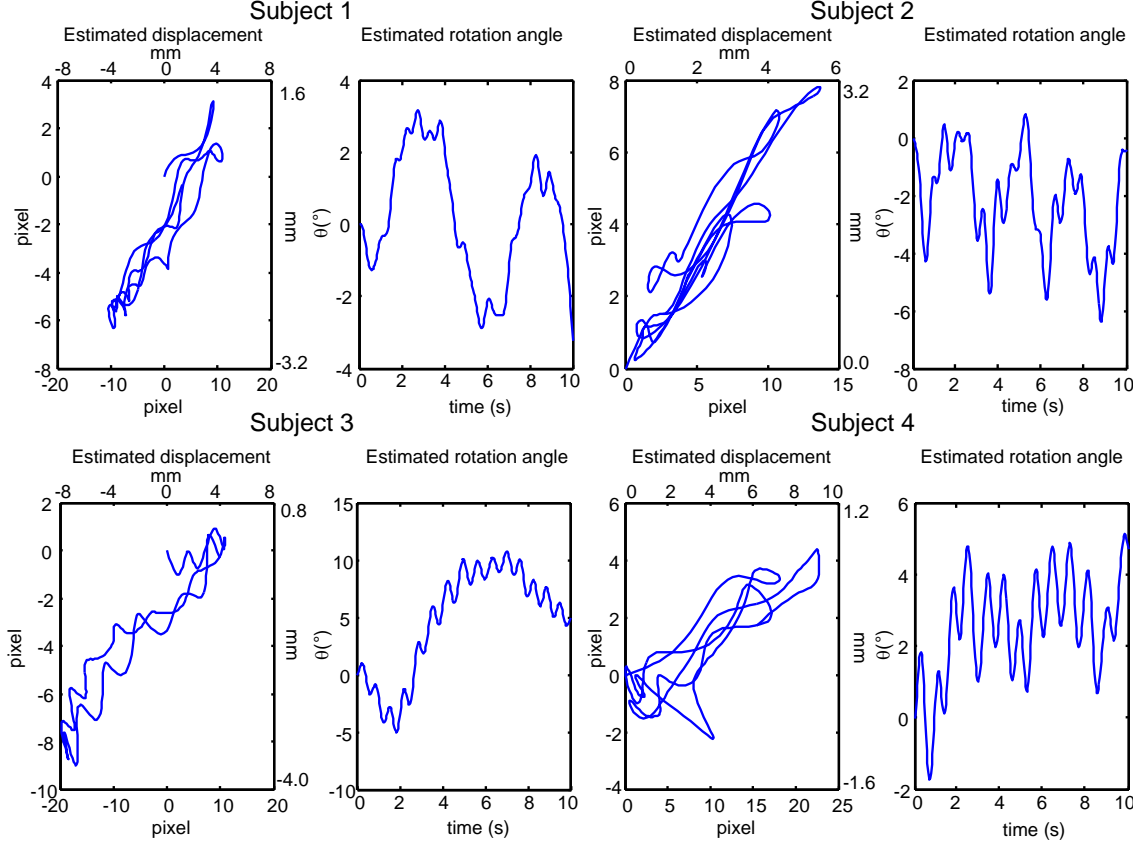 Subject 1
Subject 2
Estimated displacement
Estimated rotation angle
Estimated displacement
Estimated rotation angle
mm
mm
-8 -4 0 4 8
0 1 2 3 4 5 6
4
2
0
-2
-4
-6
-8
pixel
1.6
mm
-3.2
-20 -10 0 10 20
pixel
4
2
0
-2
-4
θ(°)
0 2 4 6 8 10
time (s)
8
6
4
2
0
pixel
3.2
mm
0.0
0 5 10 15
pixel
2
0
-2
-4
-6
-8
θ(°)
0 2 4 6 8 10
time (s)
Subject 3
Subject 4
Estimated displacement
Estimated rotation angle
Estimated displacement
Estimated rotation angle
mm
mm
-8 -4 0 4 8
0 2 4 6 8 10
2
0
-2
-4
-6
-8
-10
pixel
0.8
mm
-4.0
-20 -10 0 10 20
pixel
15
10
5
0
-5
-10
θ(°)
0 2 4 6 8 10
time (s)
6
4
2
0
-2
-4
pixel
1.2
mm
-1.6
0 5 10 15 20 25
pixel
6
4
2
0
-2
θ(°)
0 2 4 6 8 10
time (s)